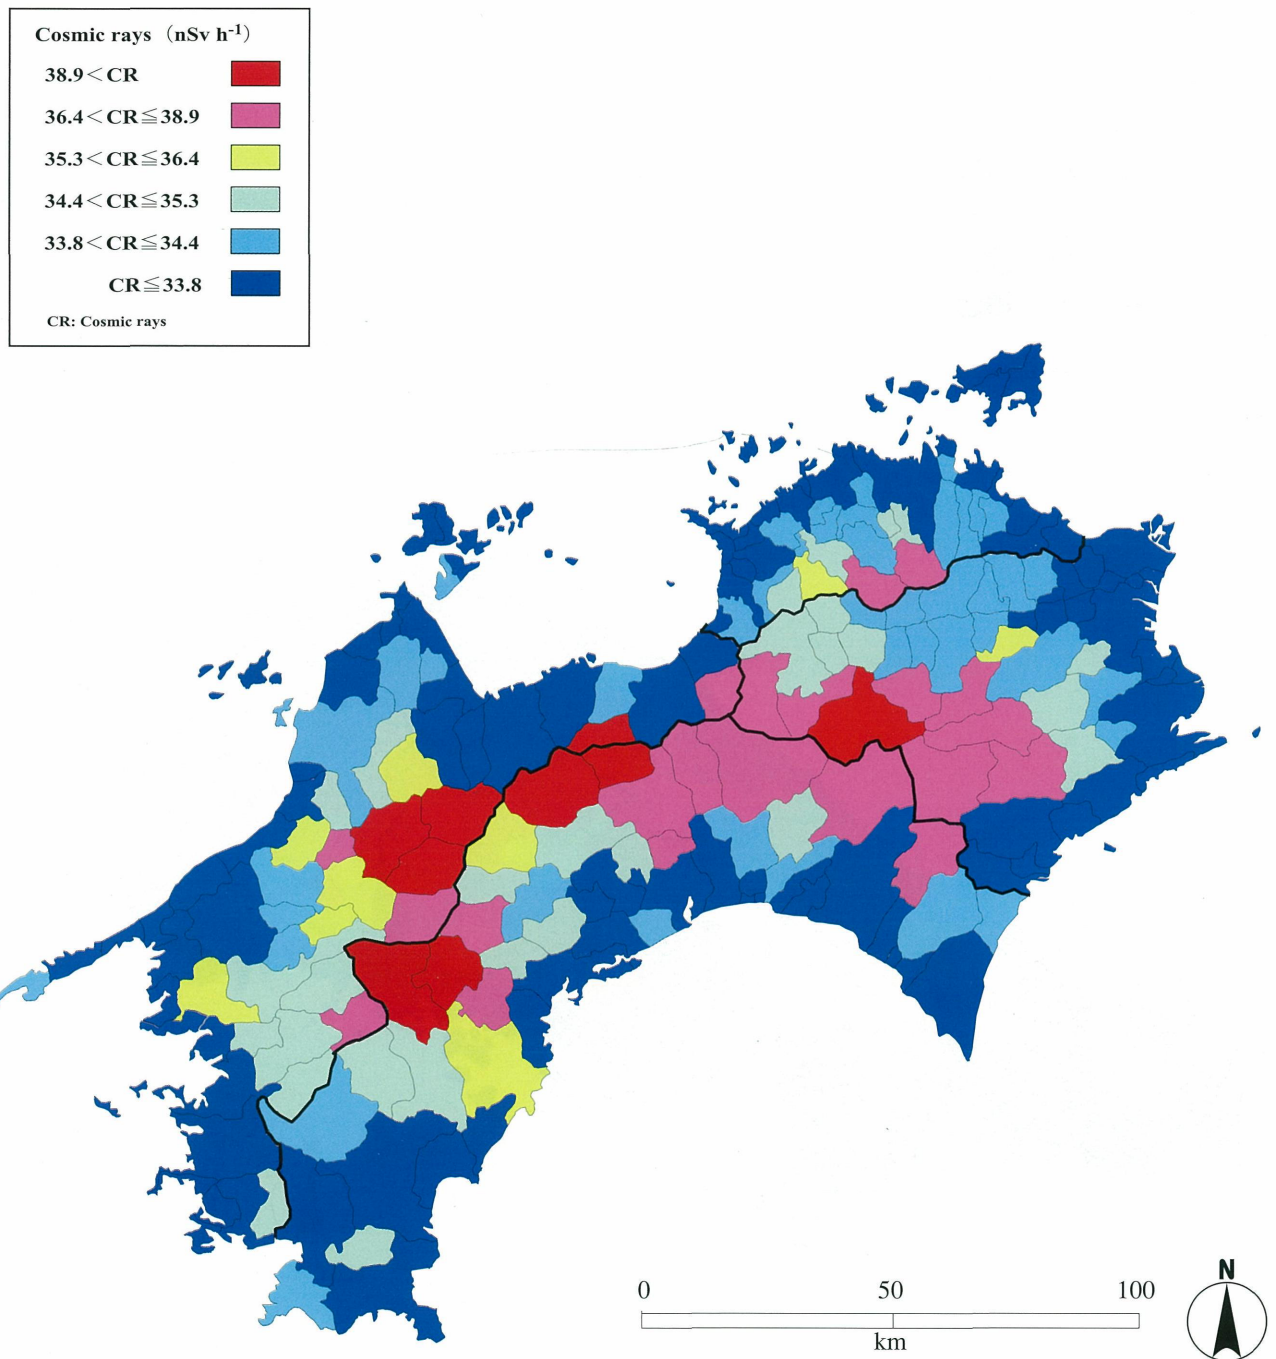 Cosmic rays (nSv h-1)
38.9＜CR
36.4＜CR≦38.9
35.3＜CR≦36.4
34.4＜CR≦35.3
33.8＜CR≦34.4
CR≦33.8
CR: Cosmic rays
0 50 100
km
N